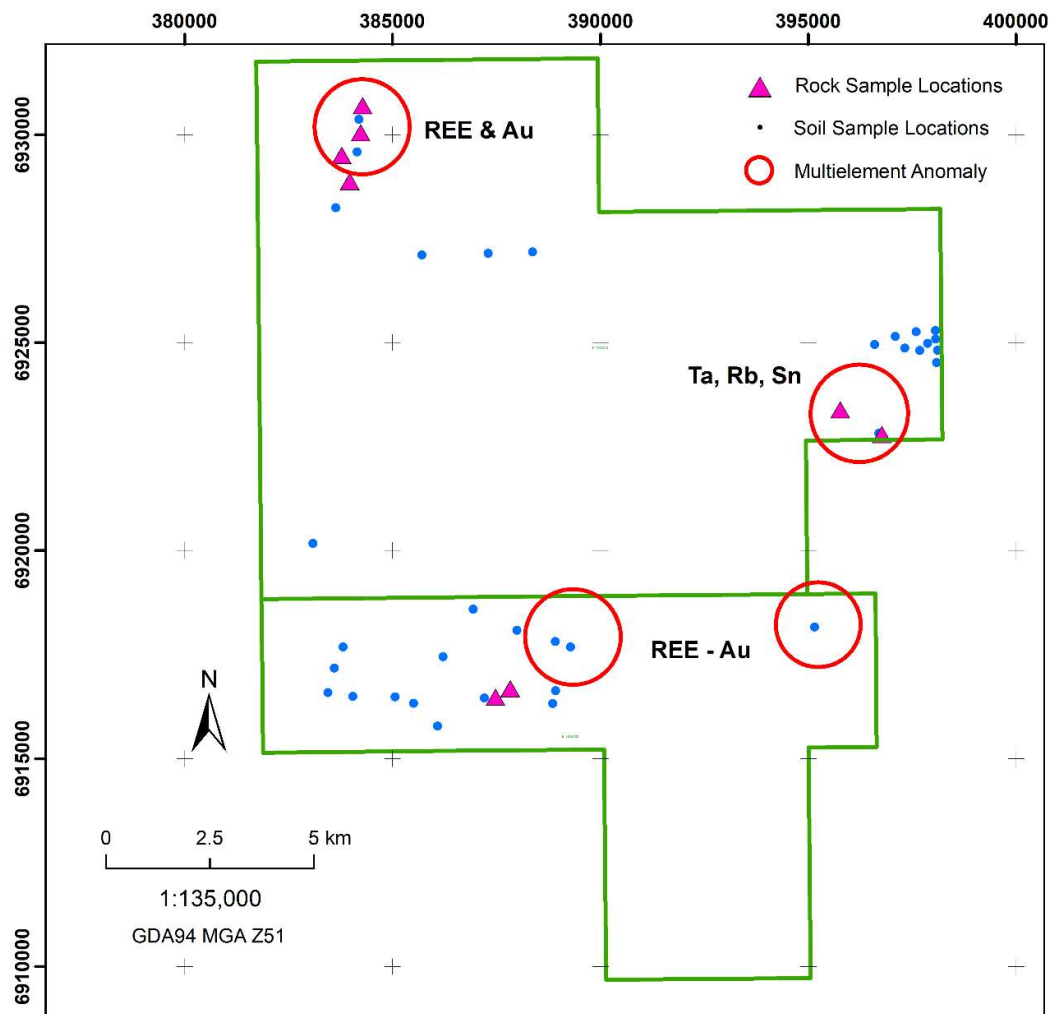 380000 385000 390000 395000 400000
Rock Sample Locations
REE & Au
Soil Sample Locations
Multielement Anomaly
6930000
6925000
Ta, Rb, Sn
6920000
REE - Au
N
6915000
0 2.5 5 km
1:135,000
GDA94 MGA Z51
6910000